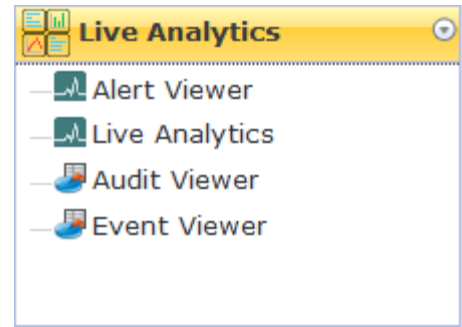 Live Analytics
Alert Viewer
Live Analytics
Audit Viewer
Event Viewer